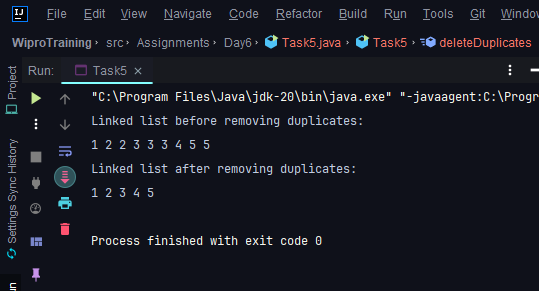 IJ File Edit View Navigate Code Refactor Build Run Tools Git
WiproTraining > src > Assignments > Day6 > Task5.java > Task5 > deleteDuplicates
Project
Run: Task5 ×
"C:\Program Files\Java\jdk-20\bin\java.exe" "-javaagent:C:\Progr
Linked list before removing duplicates:
1 2 2 3 3 3 4 5 5
Linked list after removing duplicates:
1 2 3 4 5
Process finished with exit code 0
Settings Sync History